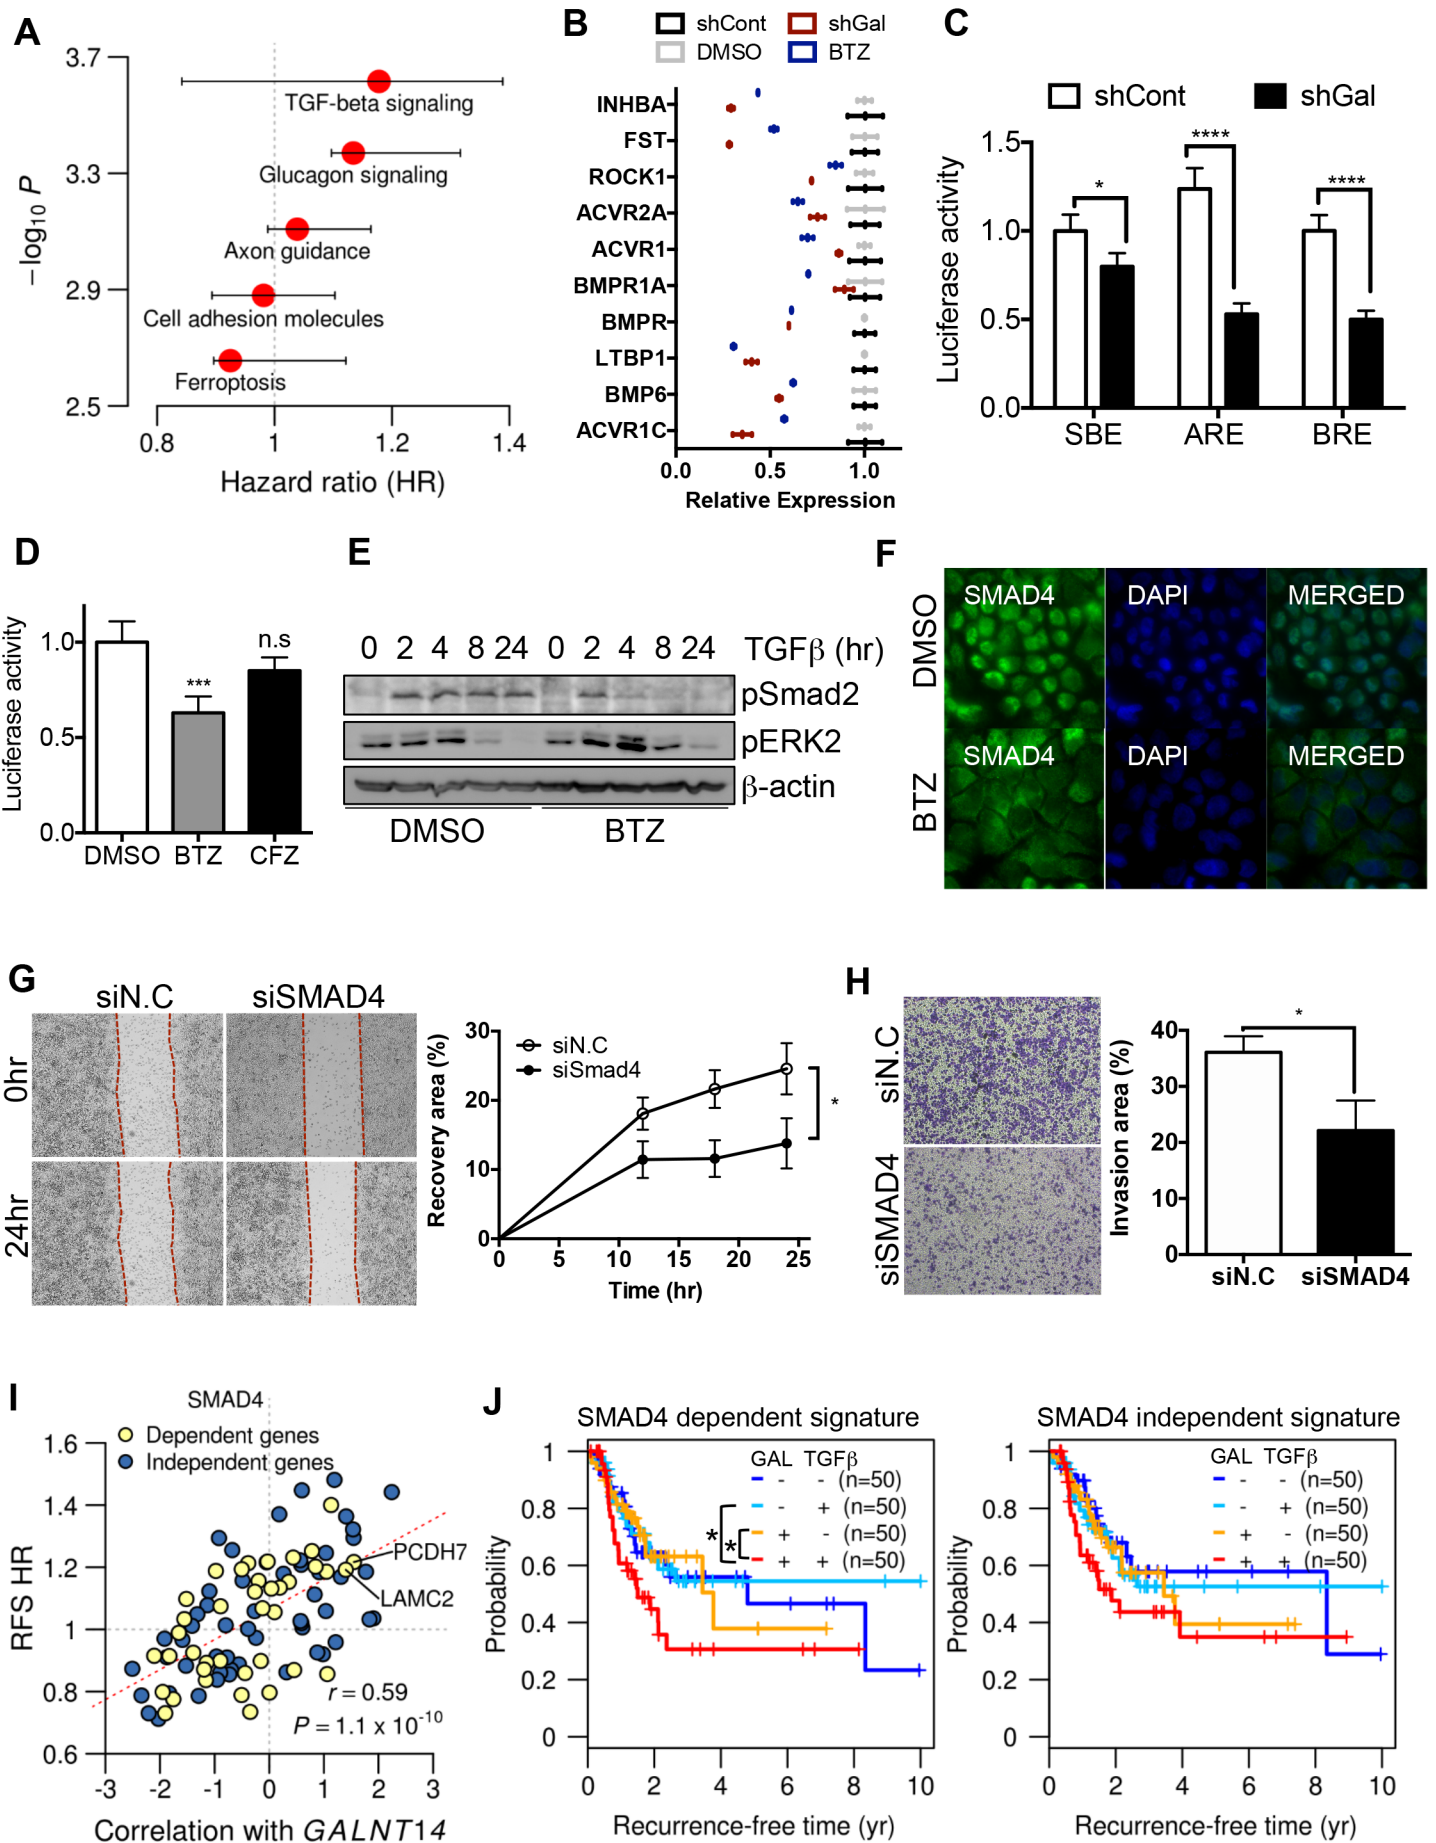 A
3.7
3.3
2.9
2.5
−log10 P
TGF-beta signaling
Glucagon signaling
Axon guidance
Cell adhesion molecules
Ferroptosis
0.8 1 1.2 1.4
Hazard ratio (HR)
B
shCont shGal
DMSO BTZ
INHBA
FST
ROCK1
ACVR2A
ACVR1
BMPR1A
BMPR
LTBP1
BMP6
ACVR1C
0.0 0.5 1.0
Relative Expression
C
shCont shGal
Luciferase activity
1.5
1.0
0.5
0.0
* **** ****
SBE ARE BRE
D
Luciferase activity
1.0
0.5
0.0
*** n.s
DMSO BTZ CFZ
E
0 2 4 8 24 0 2 4 8 24 TGFβ (hr)
pSmad2
pERK2
β-actin
DMSO BTZ
F
DMSO
SMAD4 DAPI MERGED
BTZ
SMAD4 DAPI MERGED
G
siN.C siSMAD4
0hr
24hr
Recovery area (%)
30
20
10
0
siN.C
siSmad4
*
0 5 10 15 20 25
Time (hr)
H
siN.C
siSMAD4
Invasion area (%)
40
30
20
10
0
*
siN.C siSMAD4
I
SMAD4
Dependent genes
Independent genes
RFS HR
1.6
1.4
1.2
1
0.8
0.6
PCDH7
LAMC2
r = 0.59
P = 1.1 x 10-10
-3 -2 -1 0 1 2 3
Correlation with GALNT14
J
SMAD4 dependent signature
Probability
1
0.8
0.6
0.4
0.2
0
GAL TGFβ
- - (n=50)
- + (n=50)
+ - (n=50)
+ + (n=50)
*
*
0 2 4 6 8 10
Recurrence-free time (yr)
SMAD4 independent signature
Probability
1
0.8
0.6
0.4
0.2
0
GAL TGFβ
- - (n=50)
- + (n=50)
+ - (n=50)
+ + (n=50)
0 2 4 6 8 10
Recurrence-free time (yr)